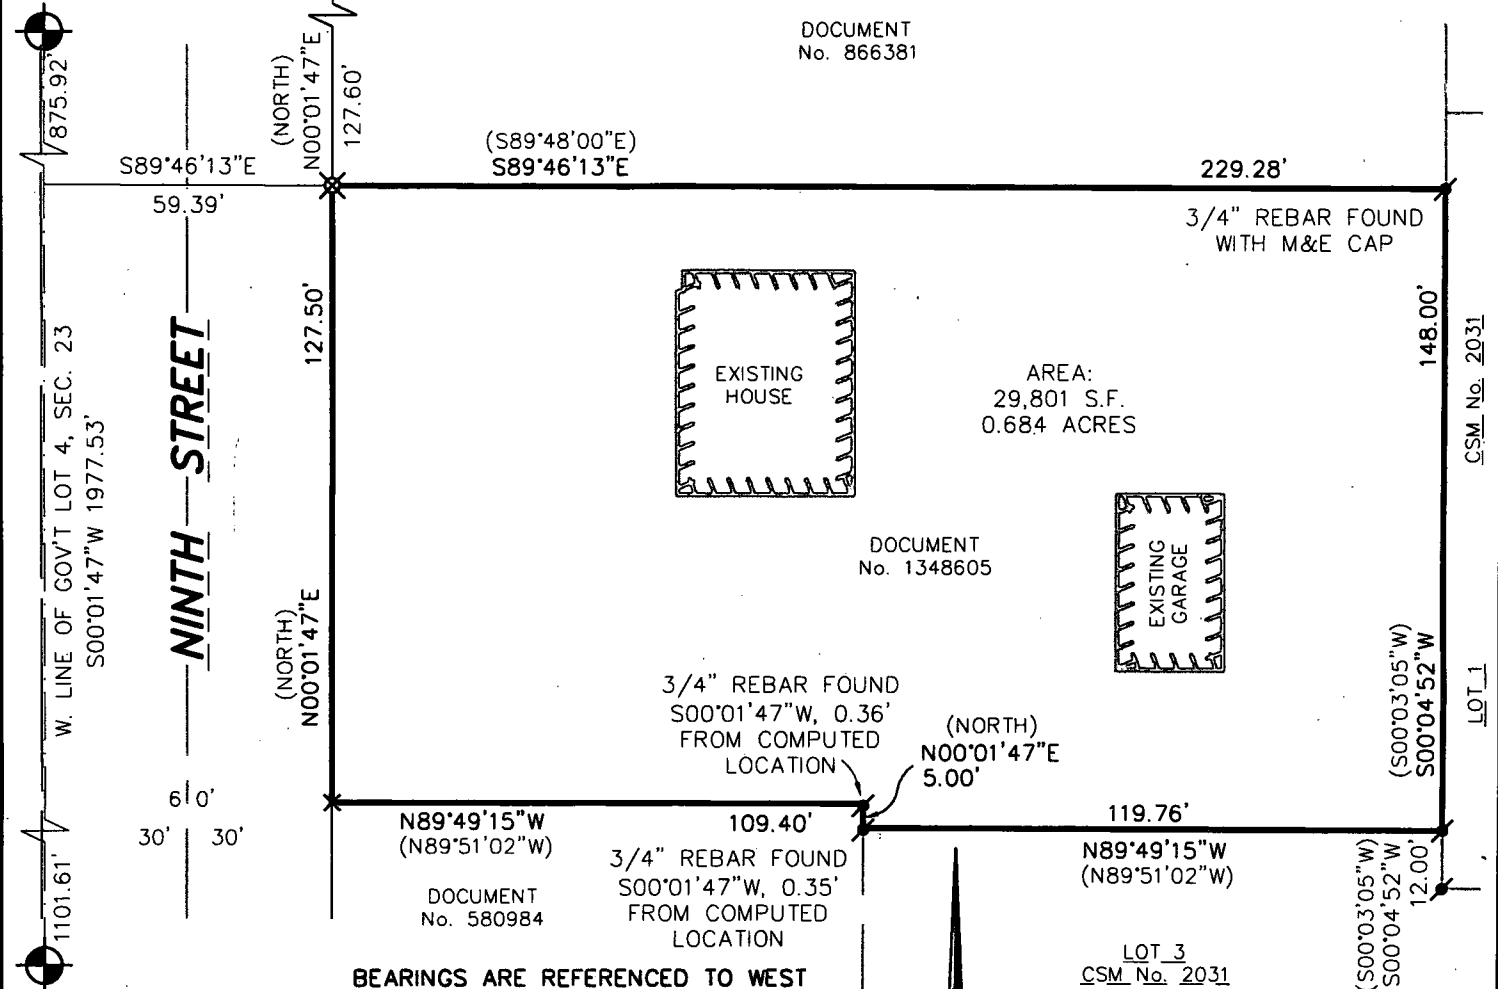 DOCUMENT
No. 866381
875.92'
(NORTH)
N00°01'47"E
127.60'
S89°46'13"E
59.39'
(S89°48'00"E)
S89°46'13"E
229.28'
3/4" REBAR FOUND
WITH M&E CAP
W. LINE OF GOV'T LOT 4, SEC. 23
S00°01'47"W 1977.53'
NINTH STREET
127.50'
(NORTH)
N00°01'47"E
EXISTING
HOUSE
AREA:
29,801 S.F.
0.684 ACRES
148.00'
CSM No. 2031
DOCUMENT
No. 1348605
EXISTING
GARAGE
(S00°03'05"W)
S00°04'52"W
LOT 1
3/4" REBAR FOUND
S00°01'47"W, 0.36'
FROM COMPUTED
LOCATION
(NORTH)
N00°01'47"E
5.00'
60'
30' 30'
1101.61'
N89°49'15"W
(N89°51'02"W)
109.40'
119.76'
N89°49'15"W
(N89°51'02"W)
3/4" REBAR FOUND
S00°01'47"W, 0.35'
FROM COMPUTED
LOCATION
DOCUMENT
No. 580984
(S00°03'05"W)
S00°04'52"W
12.00'
LOT 3
CSM No. 2031
BEARINGS ARE REFERENCED TO WEST